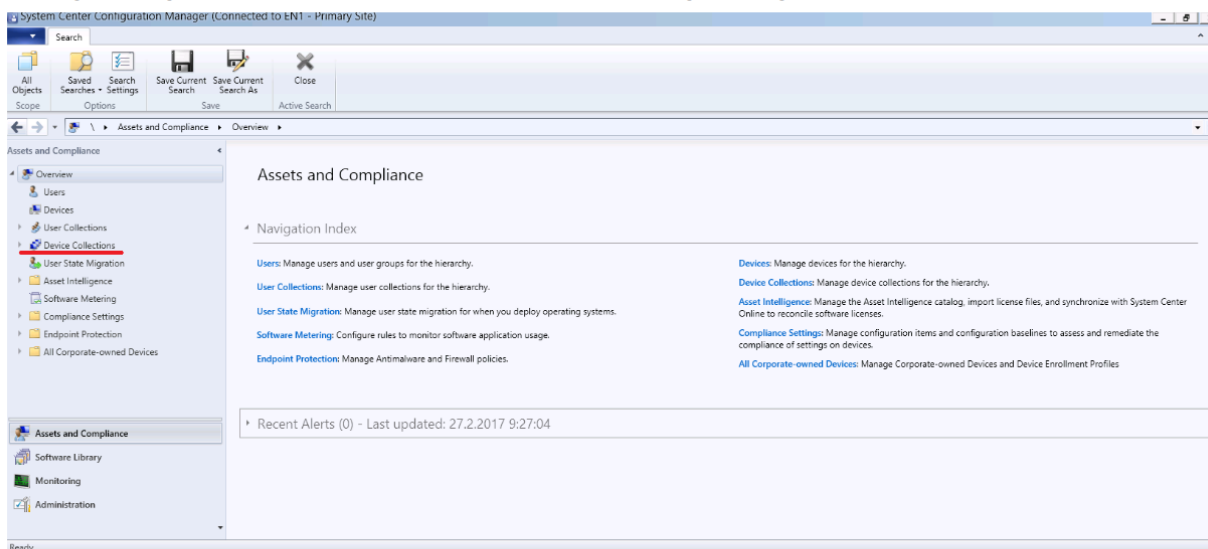 System Center Configuration Manager (Connected to EN1 - Primary Site)
Search
All Objects
Saved Searches
Search Settings
Save Current Search
Save Current Search As
Close
Scope
Options
Save
Active Search
\ Assets and Compliance Overview
Assets and Compliance
Overview
Users
Devices
User Collections
Device Collections
User State Migration
Asset Intelligence
Software Metering
Compliance Settings
Endpoint Protection
All Corporate-owned Devices
Assets and Compliance
Software Library
Monitoring
Administration
Assets and Compliance
Navigation Index
Users: Manage users and user groups for the hierarchy.
User Collections: Manage user collections for the hierarchy.
User State Migration: Manage user state migration for when you deploy operating systems.
Software Metering: Configure rules to monitor software application usage.
Endpoint Protection: Manage Antimalware and Firewall policies.
Devices: Manage devices for the hierarchy.
Device Collections: Manage device collections for the hierarchy.
Asset Intelligence: Manage the Asset Intelligence catalog, import license files, and synchronize with System Center
Online to reconcile software licenses.
Compliance Settings: Manage configuration items and configuration baselines to assess and remediate the
compliance of settings on devices.
All Corporate-owned Devices: Manage Corporate-owned Devices and Device Enrollment Profiles
Recent Alerts (0) - Last updated: 27.2.2017 9:27:04
Ready